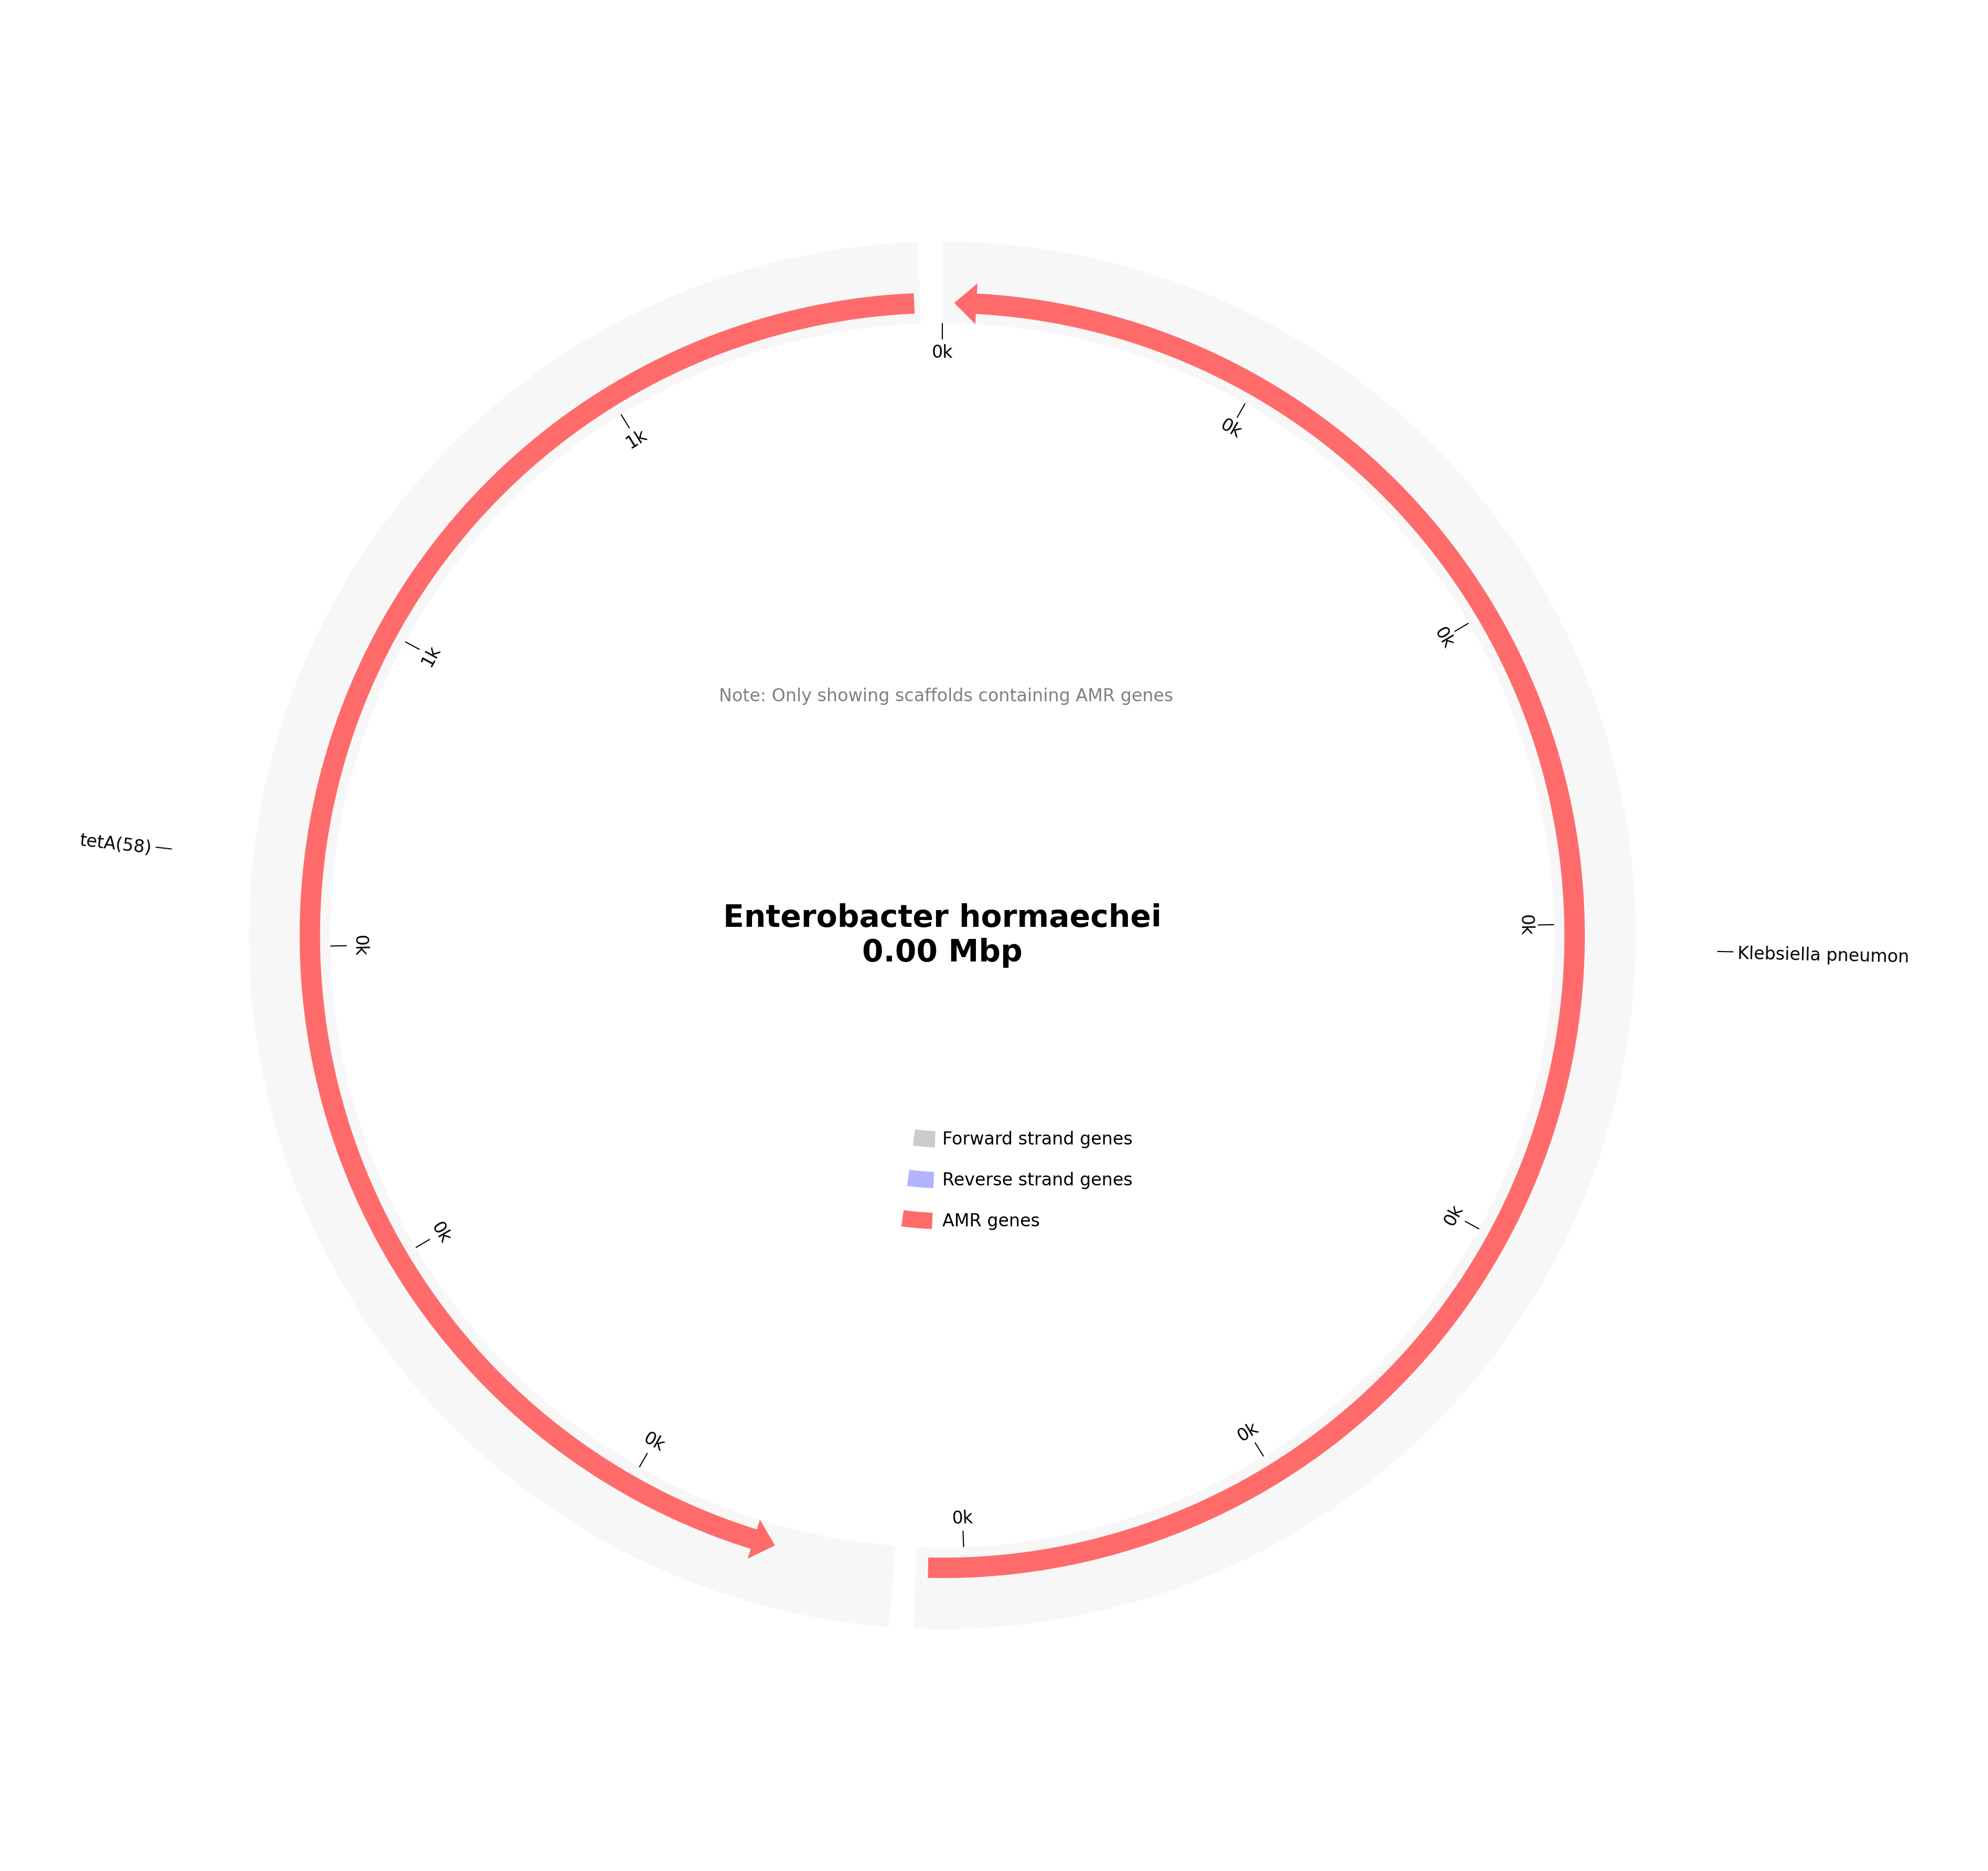 0k
0k
1k
1k
0k
Note: Only showing scaffolds containing AMR genes
tetA(58)
Enterobacter hormaechei
0.00 Mbp
0k
0k
Klebsiella pneumon
Forward strand genes
Reverse strand genes
AMR genes
0k
0k
0k
0k
0k